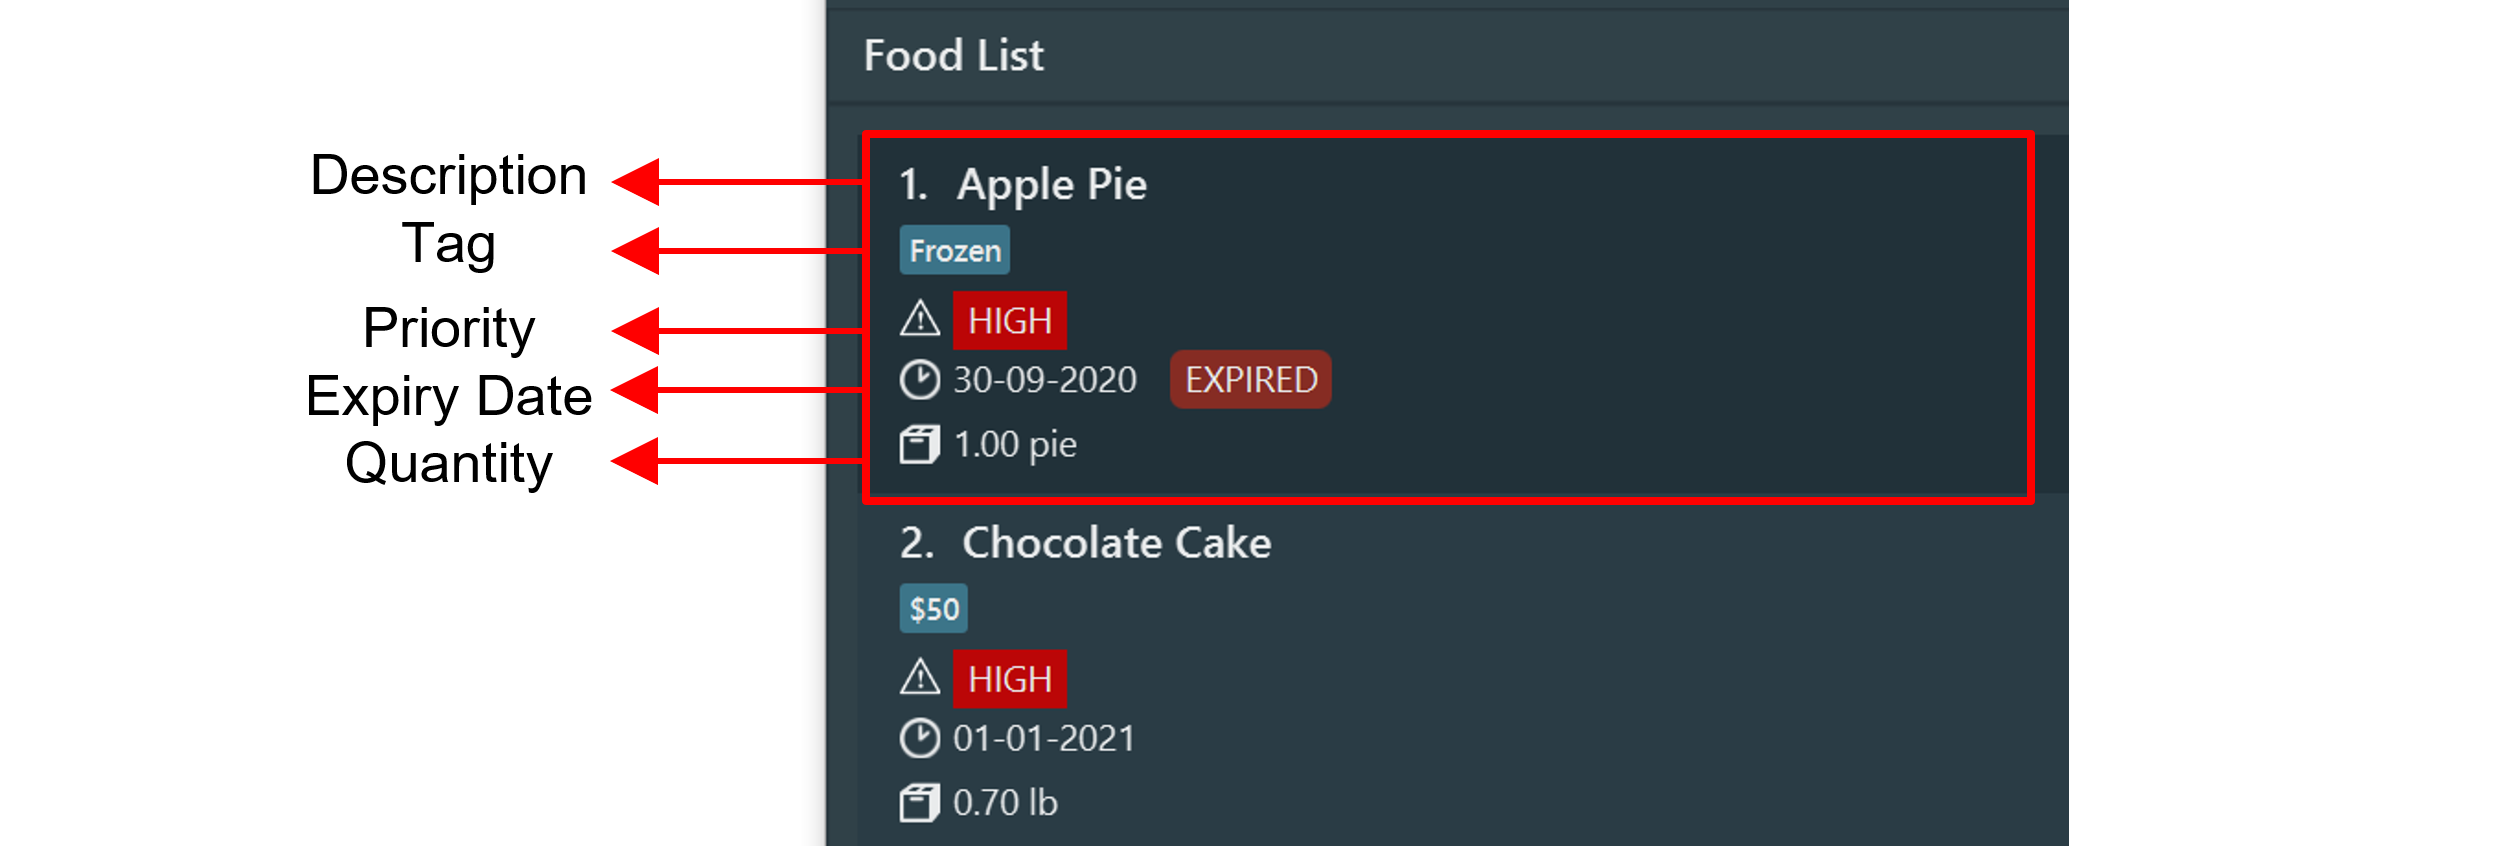 Food List
Description
1. Apple Pie
Tag
Frozen
Priority
HIGH
Expiry Date
30-09-2020 EXPIRED
Quantity
1.00 pie
2. Chocolate Cake
$50
HIGH
01-01-2021
0.70 lb